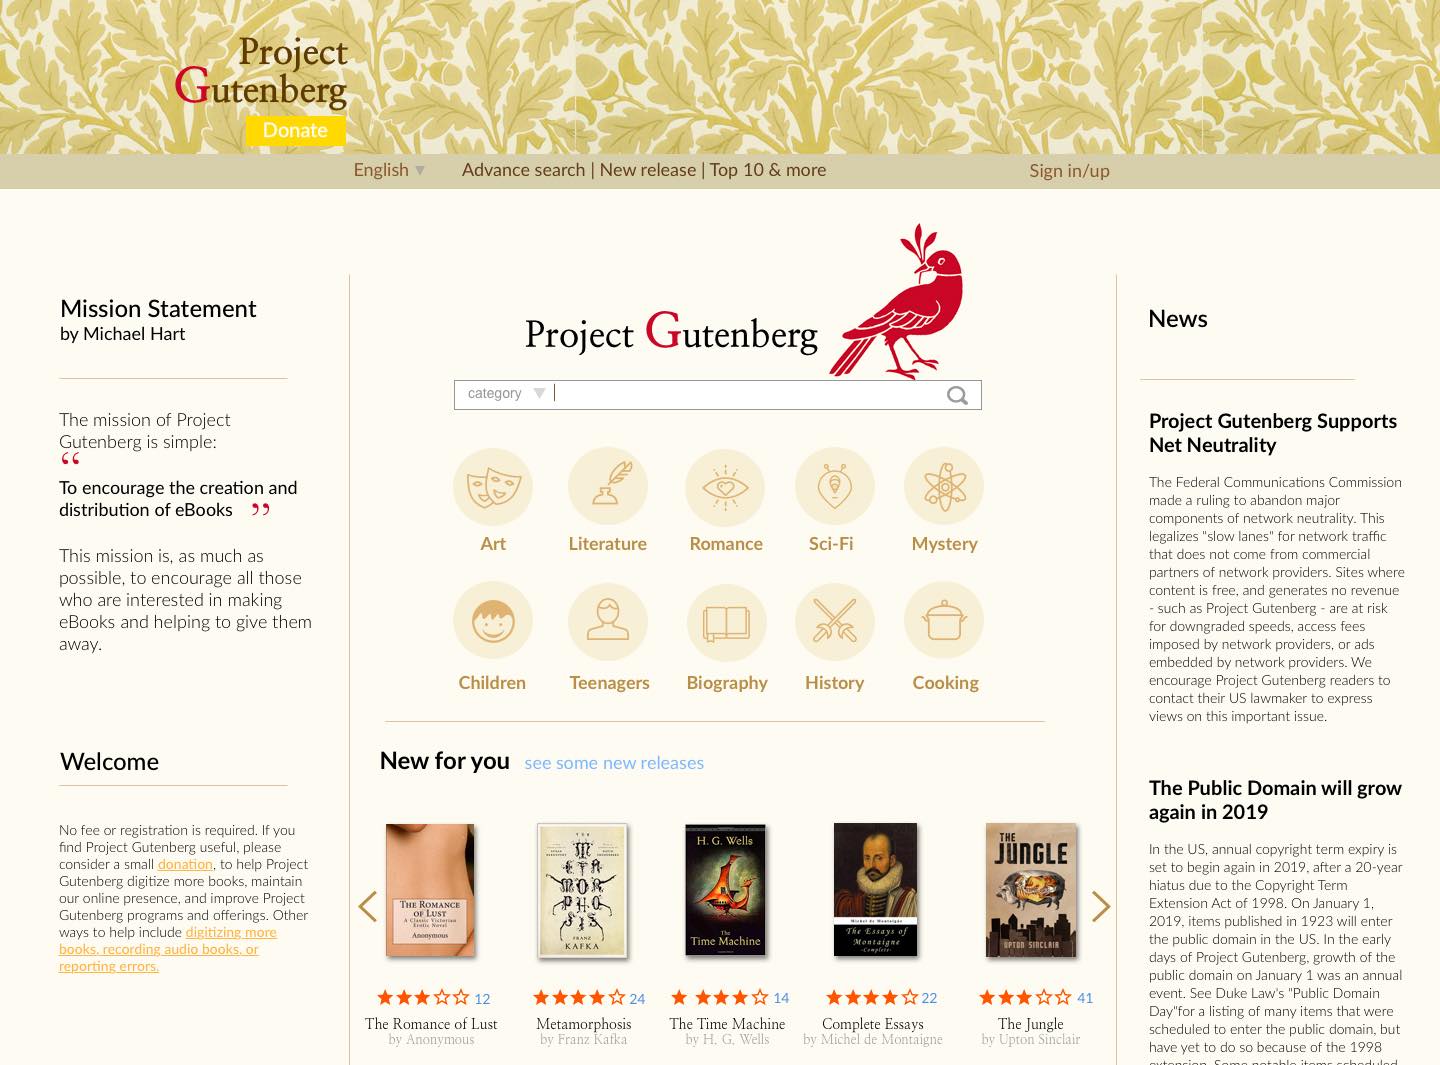 Project
Gutenberg
Donate
English
Advance search | New release | Top 10 & more
Sign in/up
Mission Statement
by Michael Hart
The mission of Project
Gutenberg is simple:
“
To encourage the creation and
distribution of eBooks ”
This mission is, as much as
possible, to encourage all those
who are interested in making
eBooks and helping to give them
away.
Welcome
No fee or registration is required. If you
find Project Gutenberg useful, please
consider a small donation, to help Project
Gutenberg digitize more books, maintain
our online presence, and improve Project
Gutenberg programs and offerings. Other
ways to help include digitizing more
books, recording audio books, or
reporting errors.
Project Gutenberg
category
Art
Literature
Romance
Sci-Fi
Mystery
Children
Teenagers
Biography
History
Cooking
New for you see some new releases
THE ROMANCE
OF LUST
A Classic Victorian
Erotic Novel
Anonymous
THE
METAMORPHOSIS
FRANZ
KAFKA
H. G. Wells
The
Time Machine
Michel de Montaigne
The Essays of
Montaigne
~Complete~
THE
JUNGLE
UPTON SINCLAIR
12
24
14
22
41
The Romance of Lust
by Anonymous
Metamorphosis
by Franz Kafka
The Time Machine
by H. G. Wells
Complete Essays
by Michel de Montaigne
The Jungle
by Upton Sinclair
News
Project Gutenberg Supports
Net Neutrality
The Federal Communications Commission
made a ruling to abandon major
components of network neutrality. This
legalizes "slow lanes" for network traffic
that does not come from commercial
partners of network providers. Sites where
content is free, and generates no revenue
- such as Project Gutenberg - are at risk
for downgraded speeds, access fees
imposed by network providers, or ads
embedded by network providers. We
encourage Project Gutenberg readers to
contact their US lawmaker to express
views on this important issue.
The Public Domain will grow
again in 2019
In the US, annual copyright term expiry is
set to begin again in 2019, after a 20-year
hiatus due to the Copyright Term
Extension Act of 1998. On January 1,
2019, items published in 1923 will enter
the public domain in the US. In the early
days of Project Gutenberg, growth of the
public domain on January 1 was an annual
event. See Duke Law's "Public Domain
Day"for a listing of many items that were
scheduled to enter the public domain, but
have yet to do so because of the 1998
extension. Some notable items scheduled